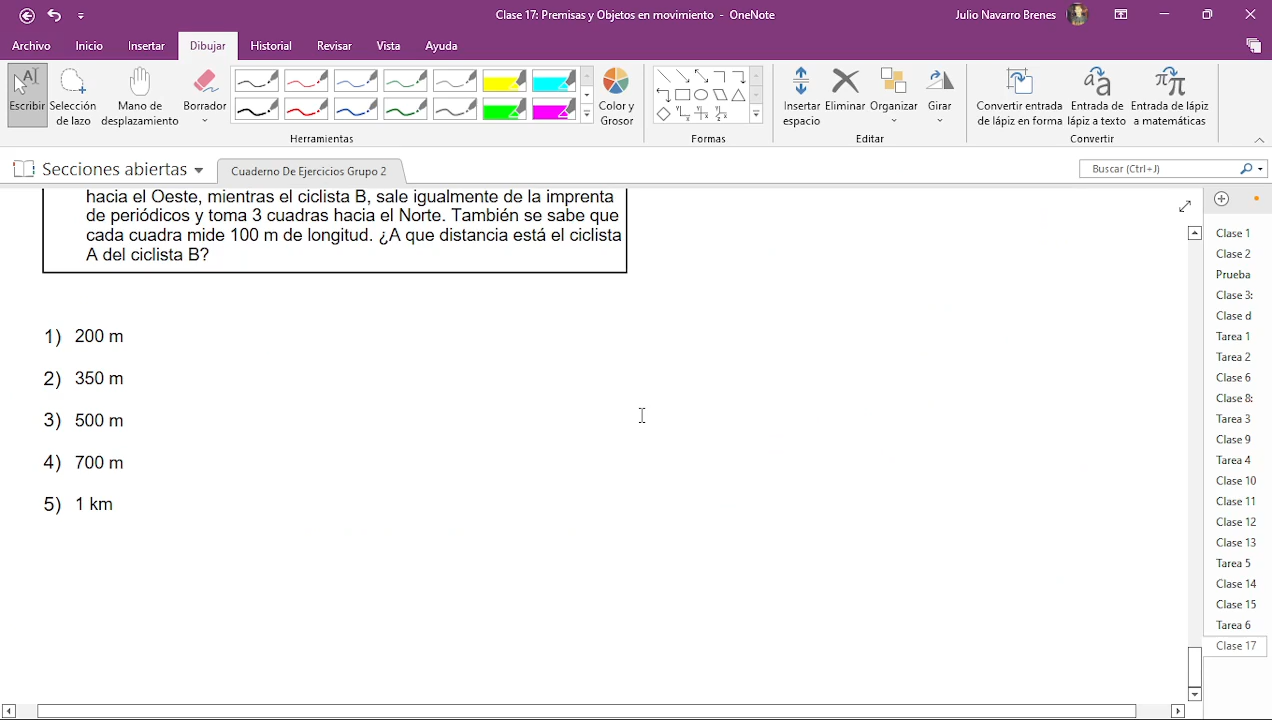 Clase 17: Premisas y Objetos en movimiento - OneNote
Julio Navarro Brenes
Archivo
Inicio
Insertar
Dibujar
Historial
Revisar
Vista
Ayuda
Escribir
Selección de lazo
Mano de desplazamiento
Borrador
Color y Grosor
Insertar espacio
Eliminar
Organizar
Girar
Convertir entrada de lápiz en forma
Entrada de lápiz a texto
Entrada de lápiz a matemáticas
Herramientas
Formas
Editar
Convertir
Secciones abiertas
Cuaderno De Ejercicios Grupo 2
Buscar (Ctrl+J)
hacia el Oeste, mientras el ciclista B, sale igualmente de la imprenta
de periódicos y toma 3 cuadras hacia el Norte. También se sabe que
cada cuadra mide 100 m de longitud. ¿A que distancia está el ciclista
A del ciclista B?
1) 200 m
2) 350 m
3) 500 m
4) 700 m
5) 1 km
Clase 1
Clase 2
Prueba
Clase 3:
Clase d
Tarea 1
Tarea 2
Clase 6
Clase 8:
Tarea 3
Clase 9
Tarea 4
Clase 10
Clase 11
Clase 12
Clase 13
Tarea 5
Clase 14
Clase 15
Tarea 6
Clase 17